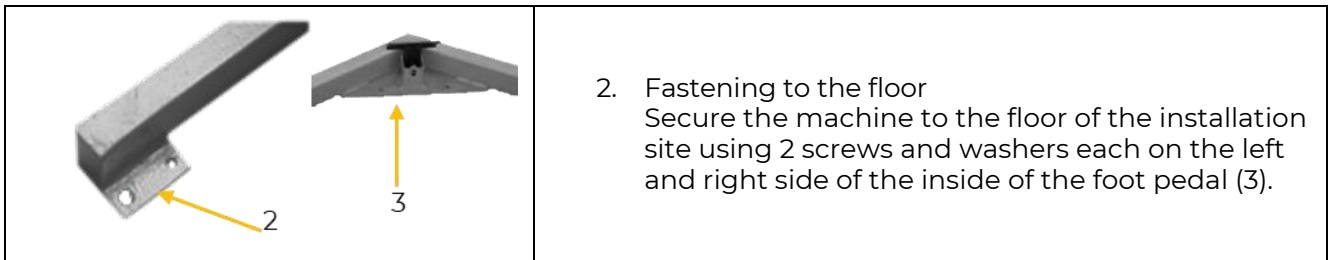 2. Fastening to the floor
Secure the machine to the floor of the installation
site using 2 screws and washers each on the left
and right side of the inside of the foot pedal (3).
2
3